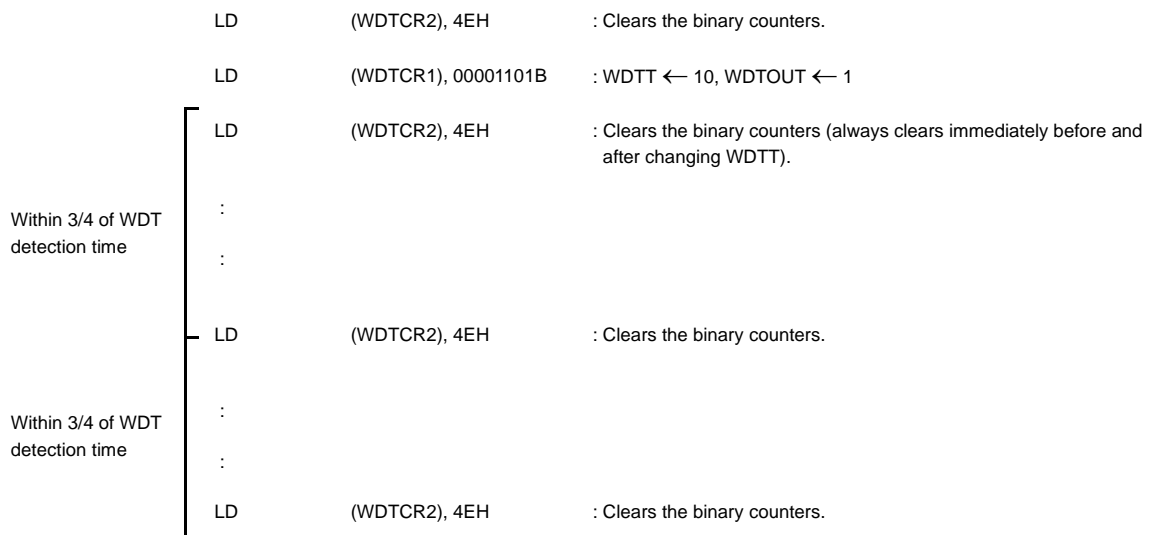 LD (WDTCR2), 4EH : Clears the binary counters.
LD (WDTCR1), 00001101B : WDTT ← 10, WDTOUT ← 1
LD (WDTCR2), 4EH : Clears the binary counters (always clears immediately before and
after changing WDTT).
Within 3/4 of WDT
detection time
:
:
LD (WDTCR2), 4EH : Clears the binary counters.
Within 3/4 of WDT
detection time
:
:
LD (WDTCR2), 4EH : Clears the binary counters.